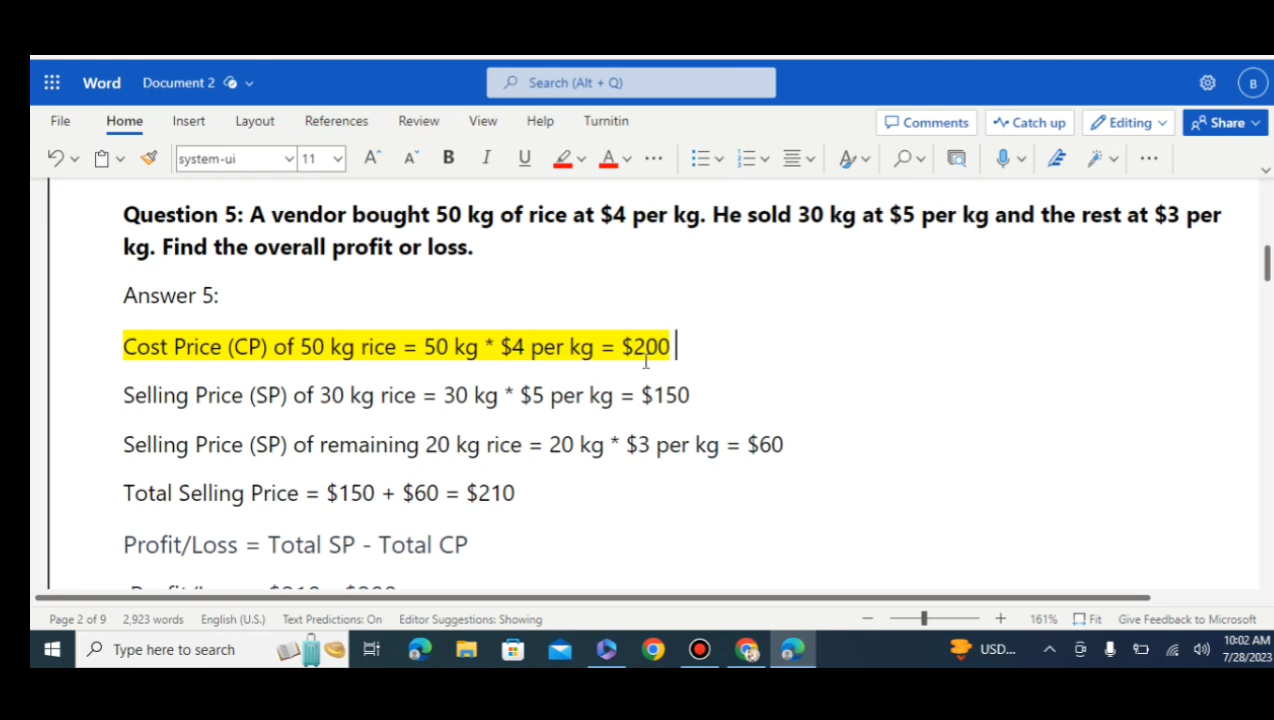 Word Document 2 Search (Alt + Q) B
File Home Insert Layout References Review View Help Turnitin Comments Catch up Editing Share
system-ui 11 A A B I U A
Question 5: A vendor bought 50 kg of rice at $4 per kg. He sold 30 kg at $5 per kg and the rest at $3 per
kg. Find the overall profit or loss.
Answer 5:
Cost Price (CP) of 50 kg rice = 50 kg * $4 per kg = $200
Selling Price (SP) of 30 kg rice = 30 kg * $5 per kg = $150
Selling Price (SP) of remaining 20 kg rice = 20 kg * $3 per kg = $60
Total Selling Price = $150 + $60 = $210
Profit/Loss = Total SP - Total CP
Page 2 of 9 2,923 words English (U.S.) Text Predictions: On Editor Suggestions: Showing 161% Fit Give Feedback to Microsoft
Type here to search USD... 10:02 AM
7/28/2023